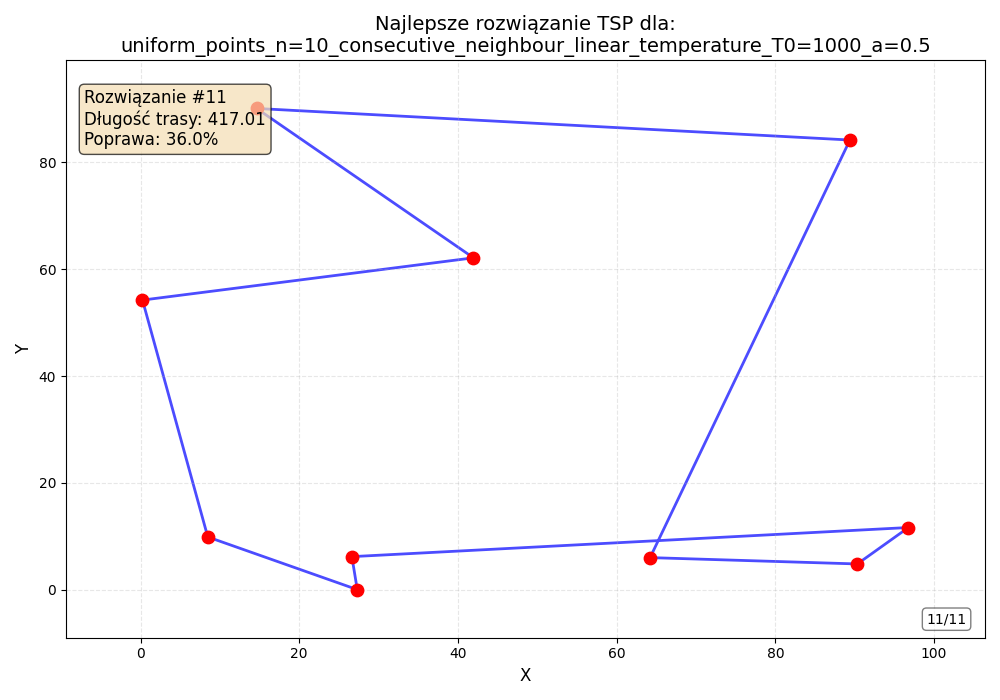 Najlepsze rozwiązanie TSP dla:
uniform_points_n=10_consecutive_neighbour_linear_temperature_T0=1000_a=0.5
Rozwiązanie #11
Długość trasy: 417.01
Poprawa: 36.0%
80
60
40
20
0
Y
11/11
0
20
40
60
80
100
X